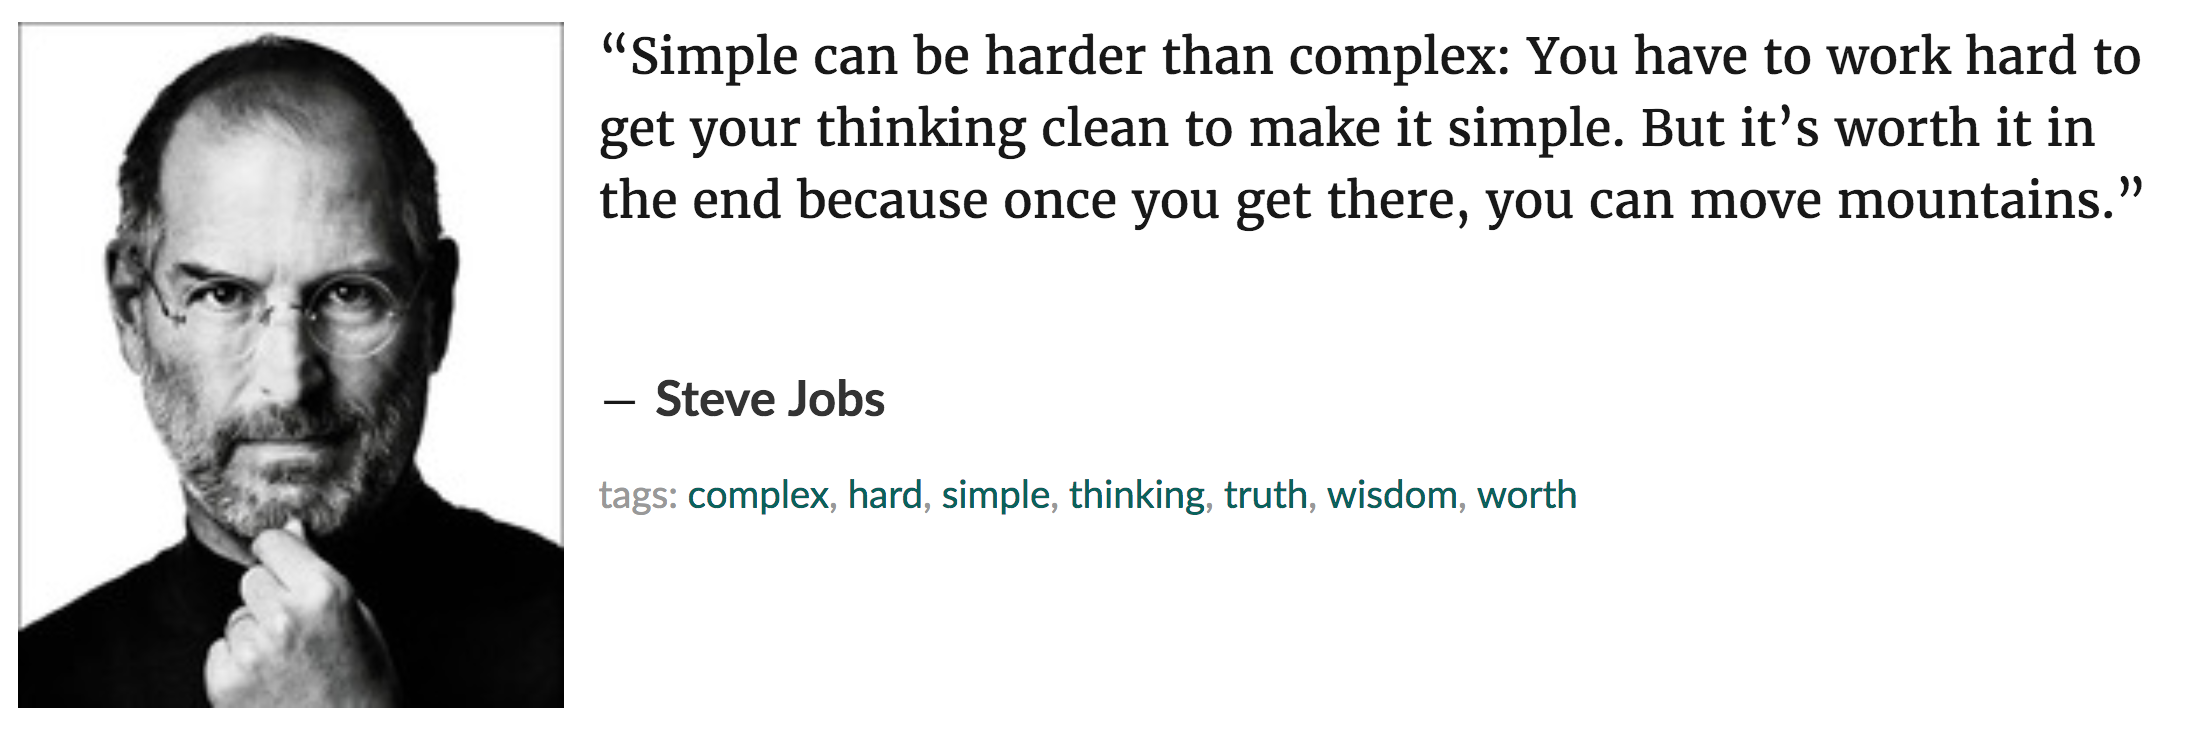 “Simple can be harder than complex: You have to work hard to
get your thinking clean to make it simple. But it’s worth it in
the end because once you get there, you can move mountains.”
— Steve Jobs
tags: complex, hard, simple, thinking, truth, wisdom, worth